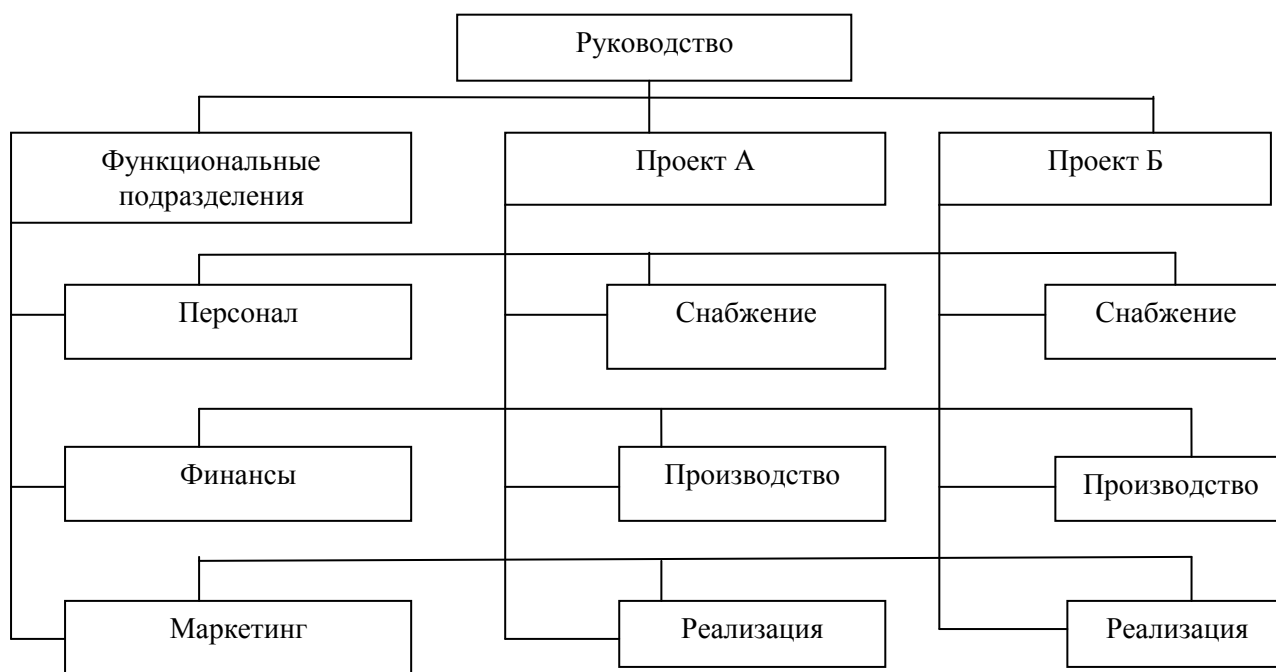 Руководство
Функциональные
подразделения
Проект А
Проект Б
Персонал
Снабжение
Снабжение
Финансы
Производство
Производство
Маркетинг
Реализация
Реализация